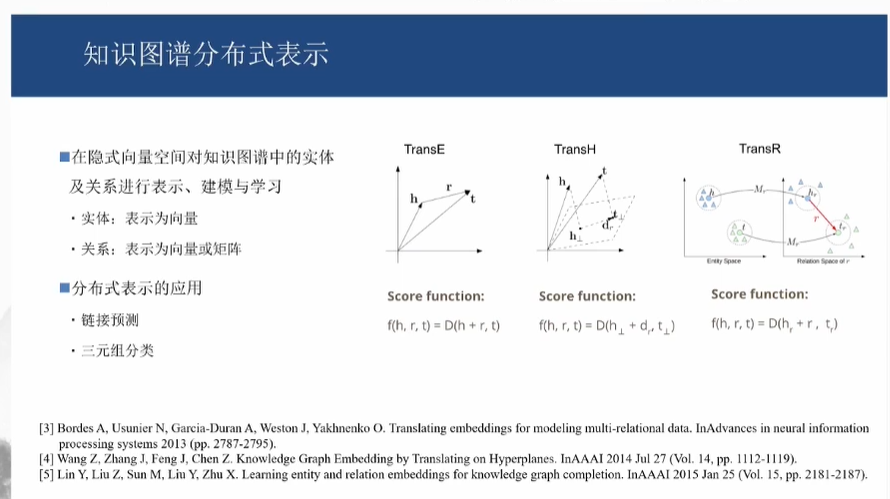 知识图谱分布式表示
■在隐式向量空间对知识图谱中的实体
及关系进行表示、建模与学习
·实体：表示为向量
·关系：表示为向量或矩阵
■分布式表示的应用
·链接预测
·三元组分类
TransE
h
r
t
Score function:
f(h, r, t) = D(h + r, t)
TransH
h
t
h⊥
d_r
t⊥
Score function:
f(h, r, t) = D(h⊥ + d_r, t⊥)
TransR
h
M_r
h_r
r
t
M_r
t_r
Entity Space
Relation Space of r
Score function:
f(h, r, t) = D(h_r + r , t_r)
[3] Bordes A, Usunier N, Garcia-Duran A, Weston J, Yakhnenko O. Translating embeddings for modeling multi-relational data. InAdvances in neural information
processing systems 2013 (pp. 2787-2795).
[4] Wang Z, Zhang J, Feng J, Chen Z. Knowledge Graph Embedding by Translating on Hyperplanes. InAAAI 2014 Jul 27 (Vol. 14, pp. 1112-1119).
[5] Lin Y, Liu Z, Sun M, Liu Y, Zhu X. Learning entity and relation embeddings for knowledge graph completion. InAAAI 2015 Jan 25 (Vol. 15, pp. 2181-2187).